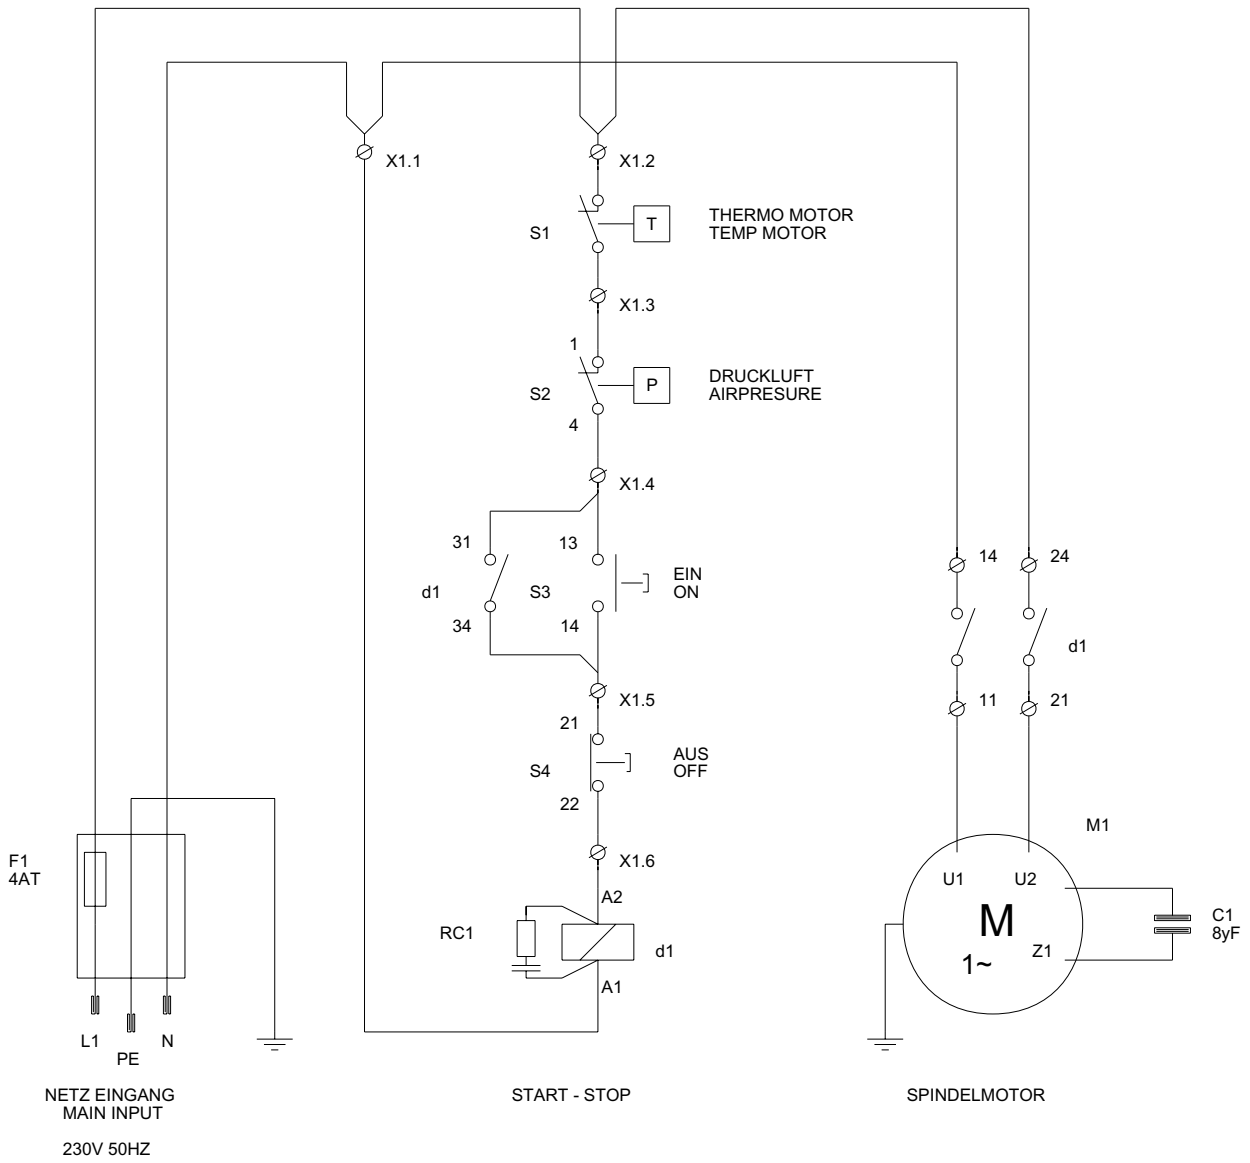 X1.1
X1.2
THERMO MOTOR
TEMP MOTOR
T
S1
X1.3
1
DRUCKLUFT
AIRPRESURE
P
S2
4
X1.4
31
13
EIN
ON
d1
S3
34
14
14
24
d1
11
21
X1.5
21
AUS
OFF
S4
22
X1.6
F1
4AT
L1
PE
N
NETZ EINGANG
MAIN INPUT
230V 50HZ
A2
RC1
d1
A1
START - STOP
M1
U1
U2
M
1~
Z1
C1
8yF
SPINDELMOTOR